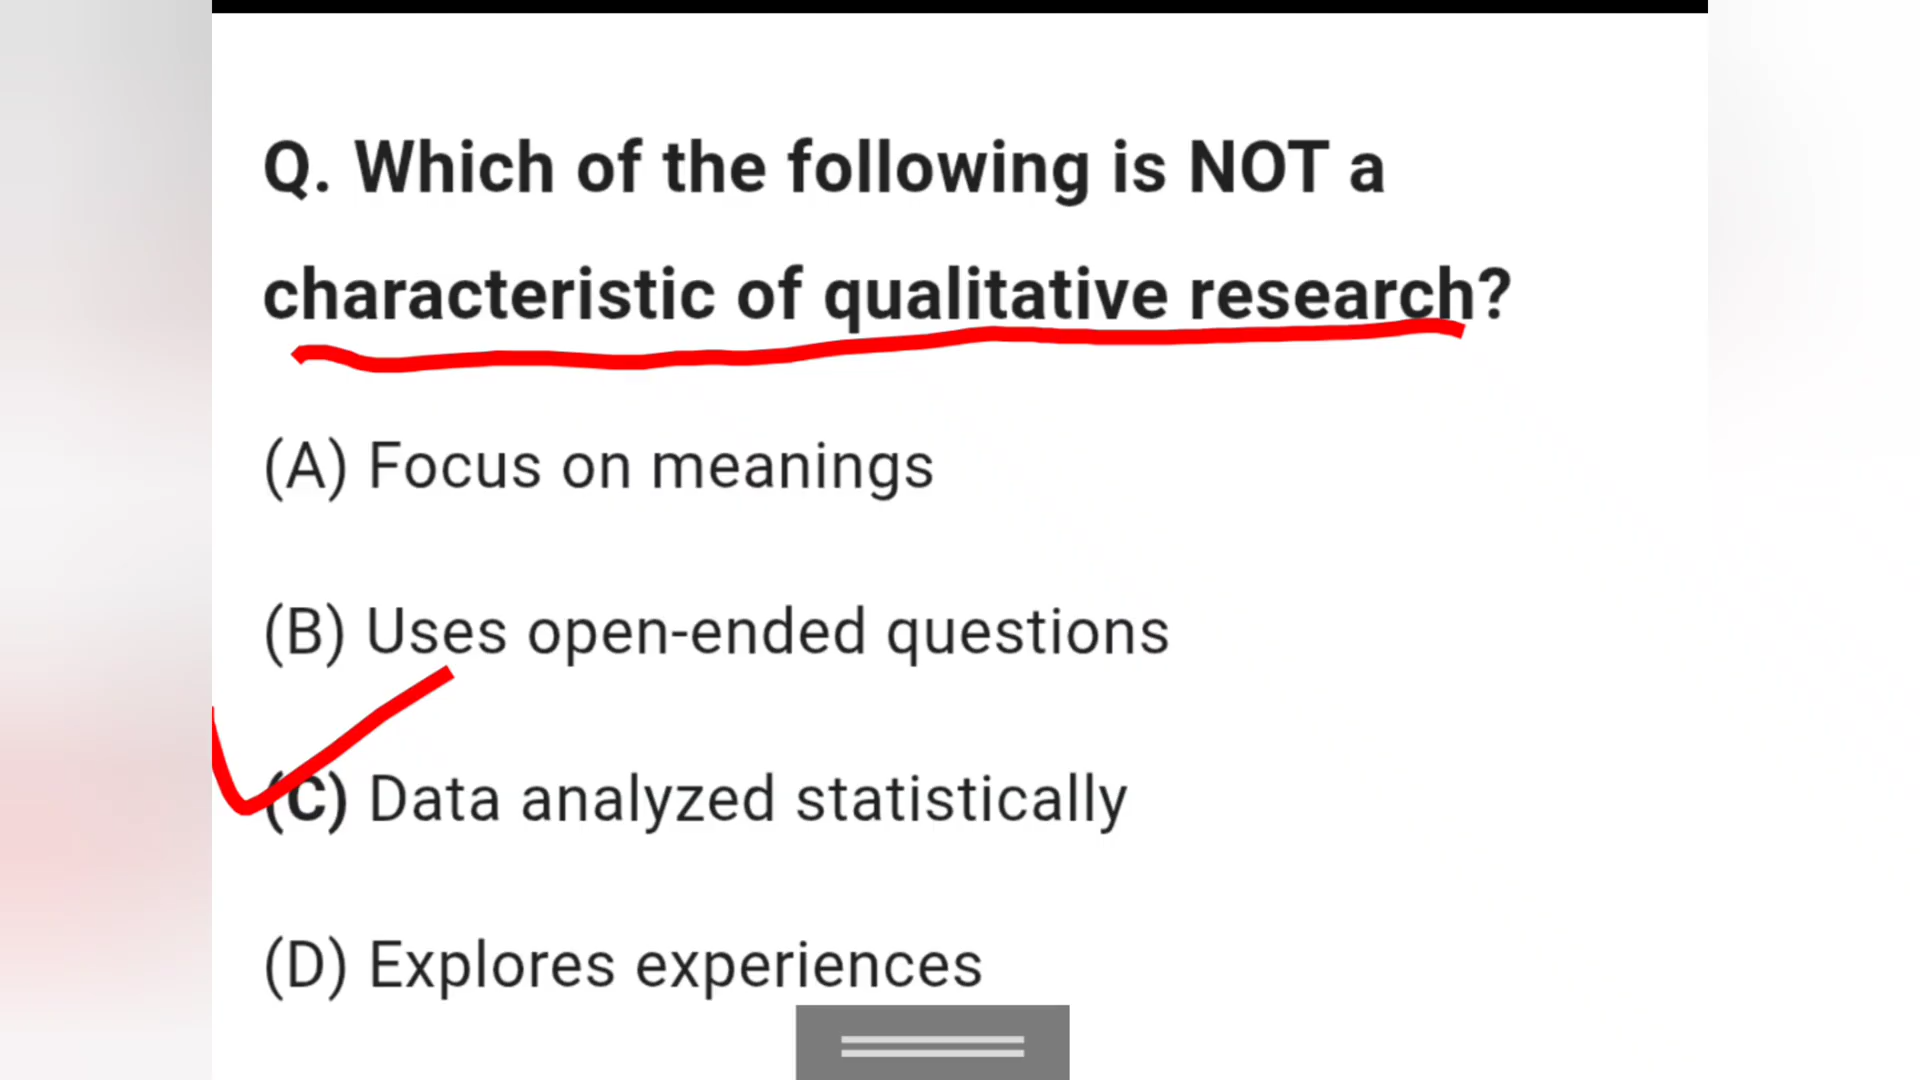 Q. Which of the following is NOT a
characteristic of qualitative research?
(A) Focus on meanings
(B) Uses open-ended questions
(C) Data analyzed statistically
(D) Explores experiences